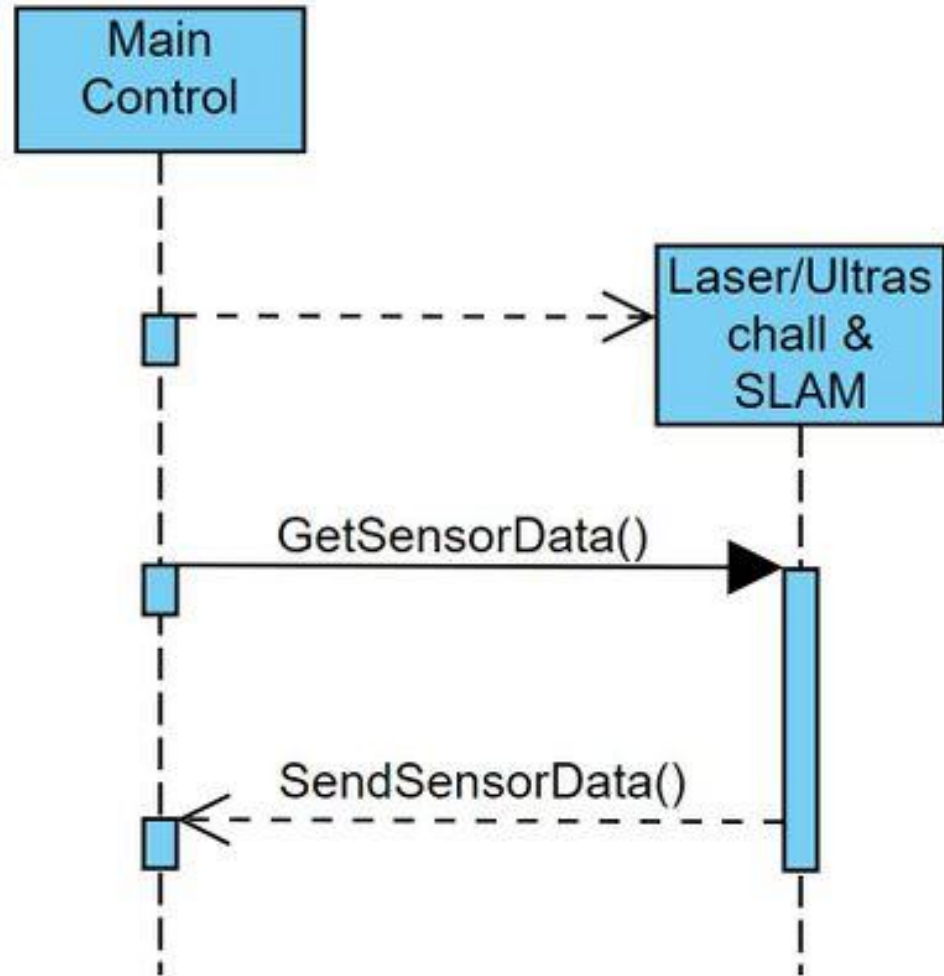 Main
Control
Laser/Ultras
chall &
SLAM
GetSensorData()
SendSensorData()